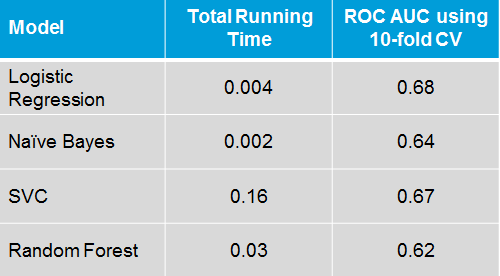 Model
Total Running
Time
ROC AUC using
10-fold CV
Logistic
Regression
0.004
0.68
Naïve Bayes
0.002
0.64
SVC
0.16
0.67
Random Forest
0.03
0.62